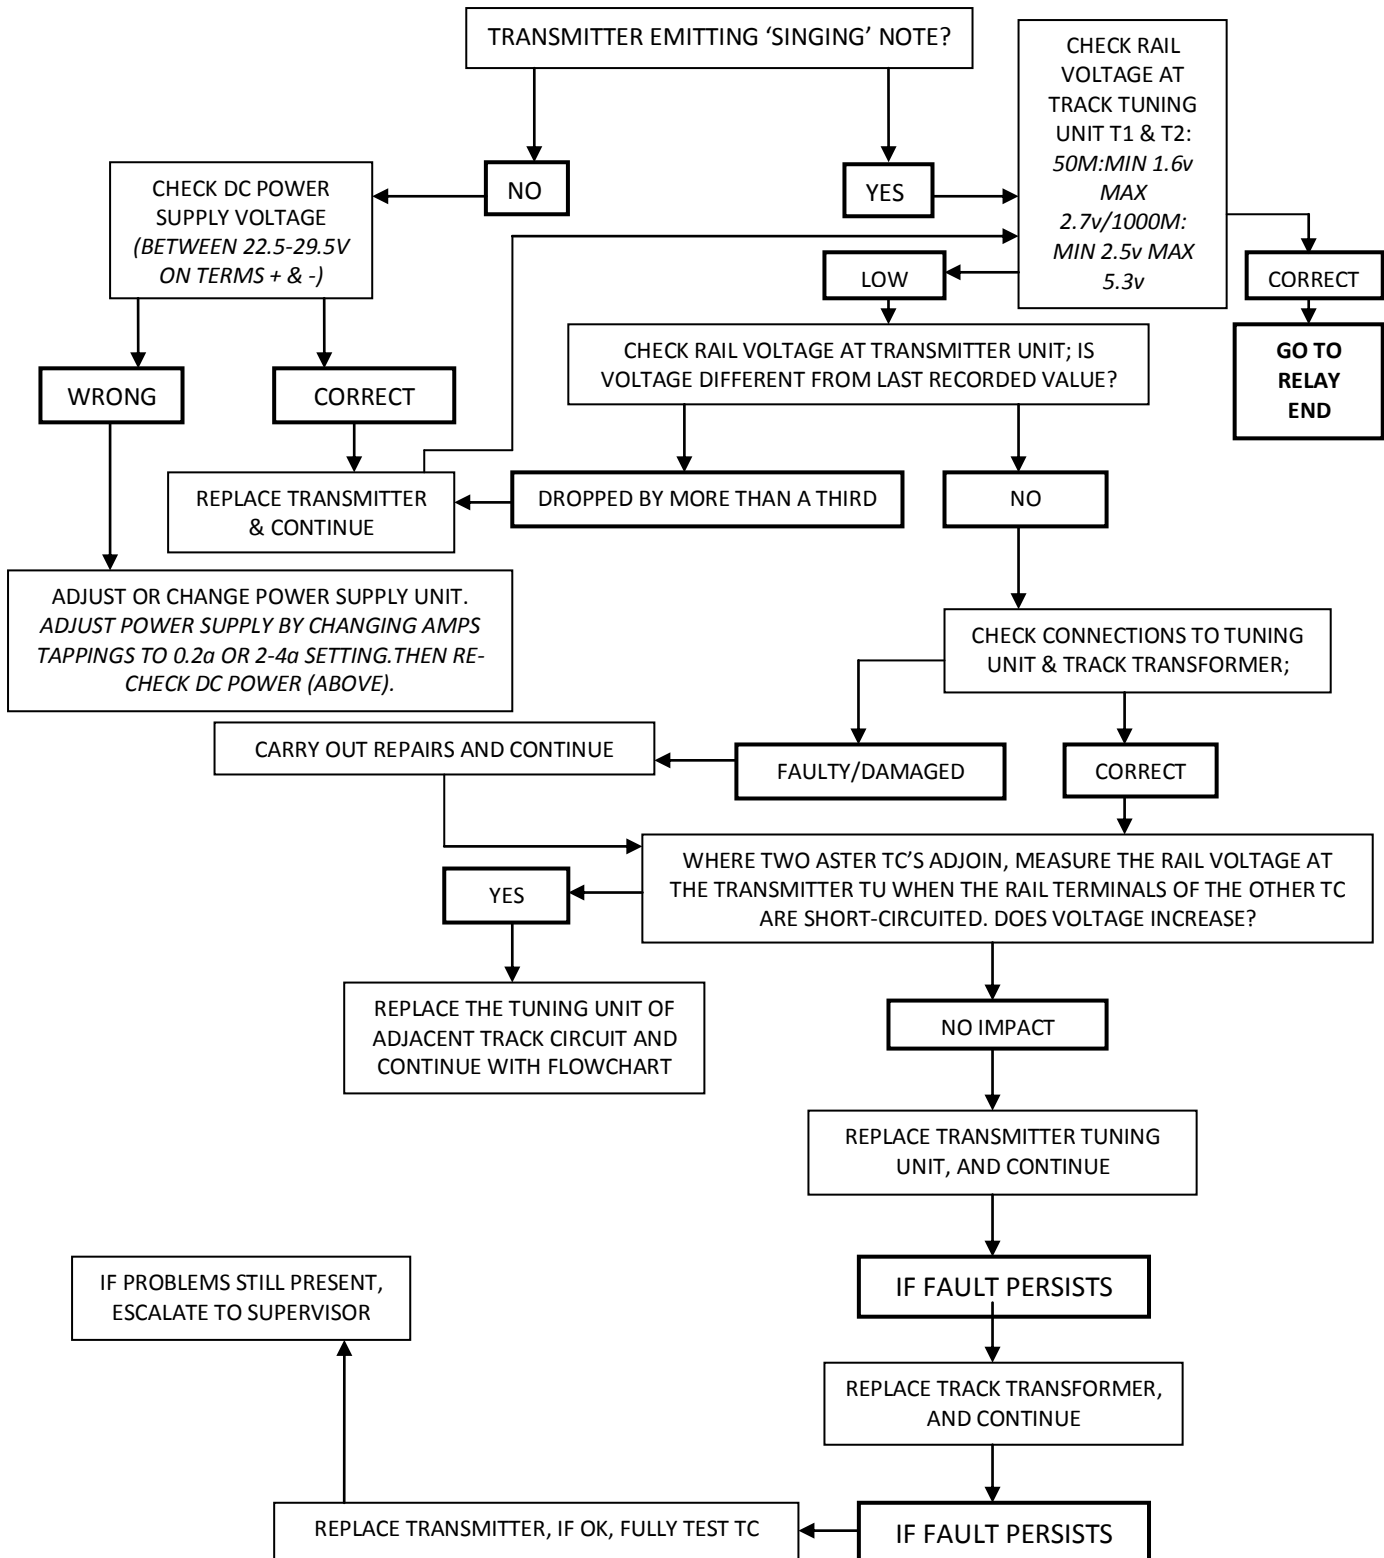 TRANSMITTER EMITTING ‘SINGING’ NOTE?
CHECK RAIL
VOLTAGE AT
TRACK TUNING
UNIT T1 & T2:
50M:MIN 1.6v
MAX
2.7v/1000M:
MIN 2.5v MAX
5.3v
NO
YES
CHECK DC POWER
SUPPLY VOLTAGE
(BETWEEN 22.5-29.5V
ON TERMS + & -)
LOW
CORRECT
CHECK RAIL VOLTAGE AT TRANSMITTER UNIT; IS
VOLTAGE DIFFERENT FROM LAST RECORDED VALUE?
GO TO
RELAY
END
WRONG
CORRECT
REPLACE TRANSMITTER
& CONTINUE
DROPPED BY MORE THAN A THIRD
NO
ADJUST OR CHANGE POWER SUPPLY UNIT.
ADJUST POWER SUPPLY BY CHANGING AMPS
TAPPINGS TO 0.2a OR 2-4a SETTING.THEN RE-
CHECK DC POWER (ABOVE).
CHECK CONNECTIONS TO TUNING
UNIT & TRACK TRANSFORMER;
CARRY OUT REPAIRS AND CONTINUE
FAULTY/DAMAGED
CORRECT
WHERE TWO ASTER TC’S ADJOIN, MEASURE THE RAIL VOLTAGE AT
THE TRANSMITTER TU WHEN THE RAIL TERMINALS OF THE OTHER TC
ARE SHORT-CIRCUITED. DOES VOLTAGE INCREASE?
YES
REPLACE THE TUNING UNIT OF
ADJACENT TRACK CIRCUIT AND
CONTINUE WITH FLOWCHART
NO IMPACT
REPLACE TRANSMITTER TUNING
UNIT, AND CONTINUE
IF FAULT PERSISTS
IF PROBLEMS STILL PRESENT,
ESCALATE TO SUPERVISOR
REPLACE TRACK TRANSFORMER,
AND CONTINUE
REPLACE TRANSMITTER, IF OK, FULLY TEST TC
IF FAULT PERSISTS